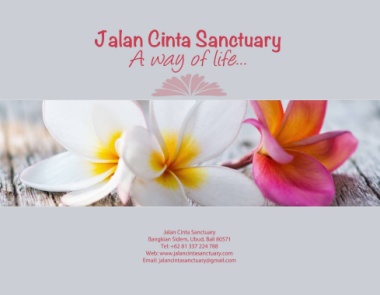 Jalan Cinta Sanctuary
A way of life...
Jalan Cinta Sanctuary
Bangkian Sidem, Ubud, Bali 80571
Tel: +62 81 337 224 788
Web: www.jalancintasanctuary.com
Email: jalancintasanctuary@gmail.com